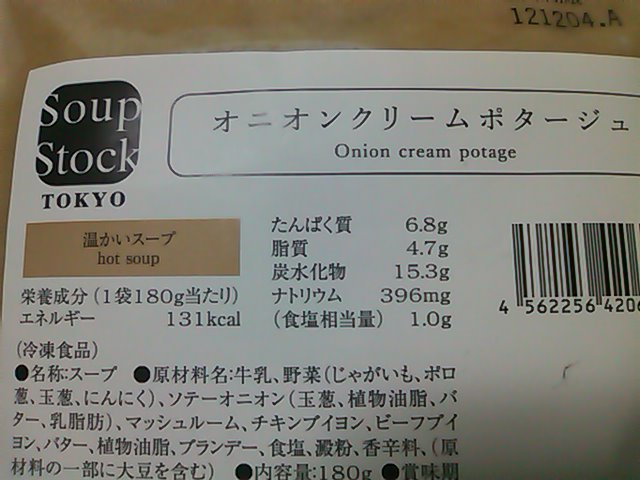 121204.A
Soup
Stock
TOKYO
オニオンクリームポタージュ
Onion cream potage
温かいスープ
hot soup
栄養成分（1袋180g当たり）
エネルギー 131kcal
たんぱく質 6.8g
脂質 4.7g
炭水化物 15.3g
ナトリウム 396mg
（食塩相当量） 1.0g
4 562256 4206
（冷凍食品）
●名称:スープ ●原材料名:牛乳、野菜（じゃがいも、ポロ
葱、玉葱、にんにく）、ソテーオニオン（玉葱、植物油脂、バ
ター、乳脂肪）、マッシュルーム、チキンブイヨン、ビーフブイ
ヨン、バター、植物油脂、ブランデー、食塩、澱粉、香辛料、（原
材料の一部に大豆を含む） ●内容量:180g ●賞味期